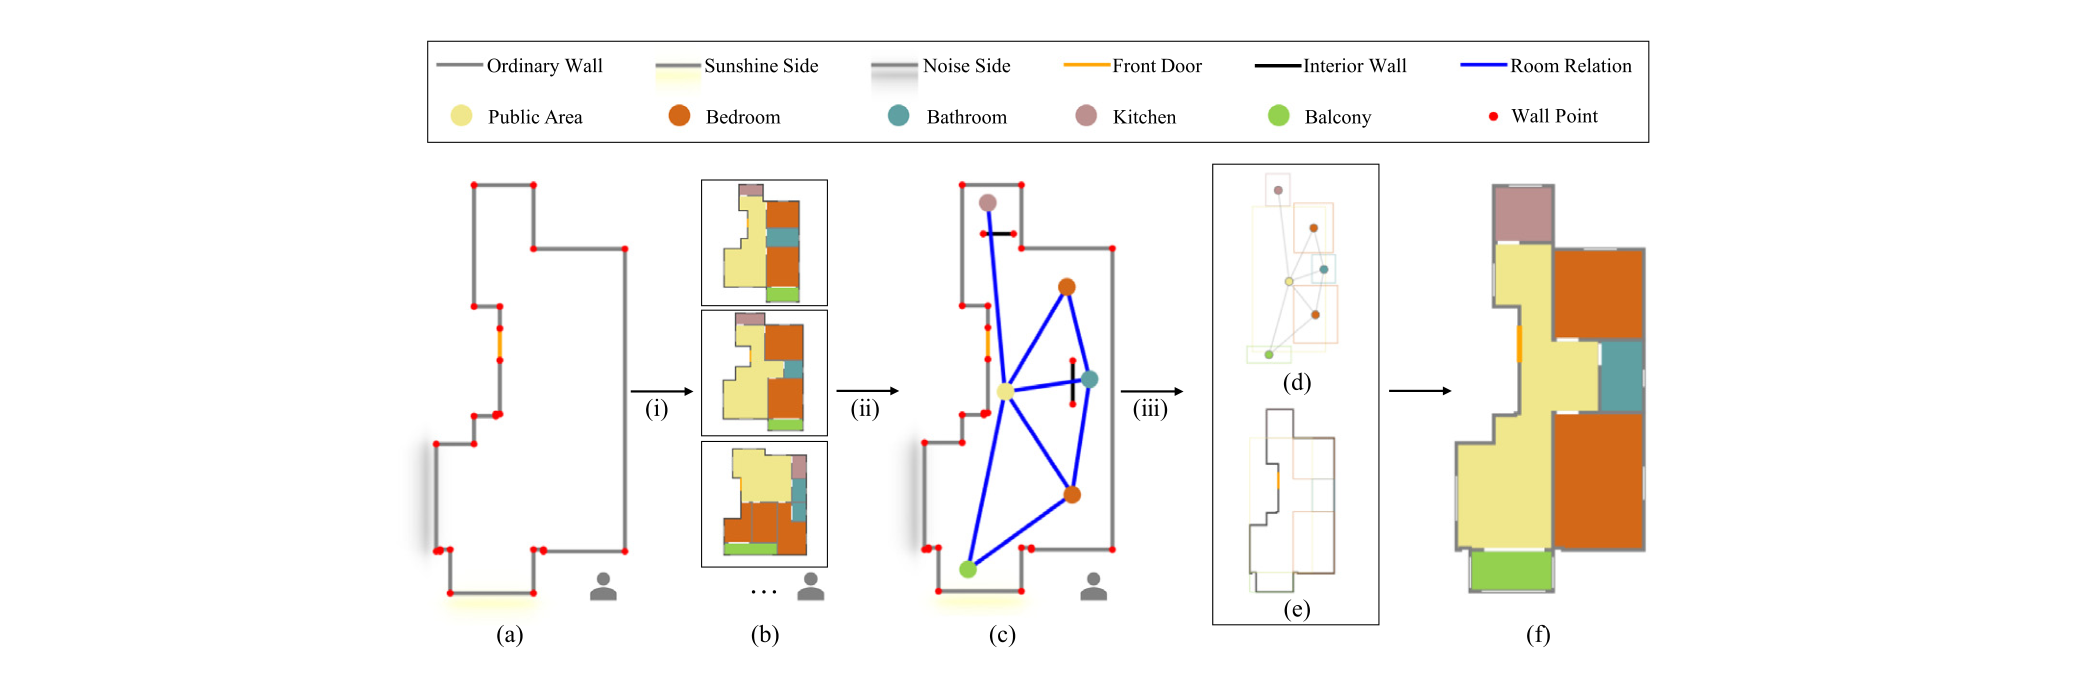 Ordinary Wall Sunshine Side Noise Side Front Door Interior Wall Room Relation
Public Area Bedroom Bathroom Kitchen Balcony Wall Point
(i)
(ii)
(iii)
(d)
(e)
...
(a) (b) (c) (f)